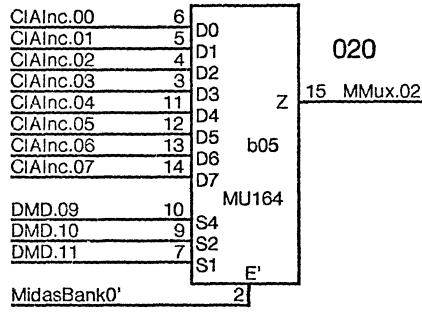 CIAInc.00 6 D0
CIAInc.01 5 D1
CIAInc.02 4 D2
CIAInc.03 3 D3
CIAInc.04 11 D4
CIAInc.05 12 D5
CIAInc.06 13 D6
CIAInc.07 14 D7
020
Z 15 MMux.02
b05
MU164
DMD.09 10 S4
DMD.10 9 S2
DMD.11 7 S1
E'
MidasBank0' 2